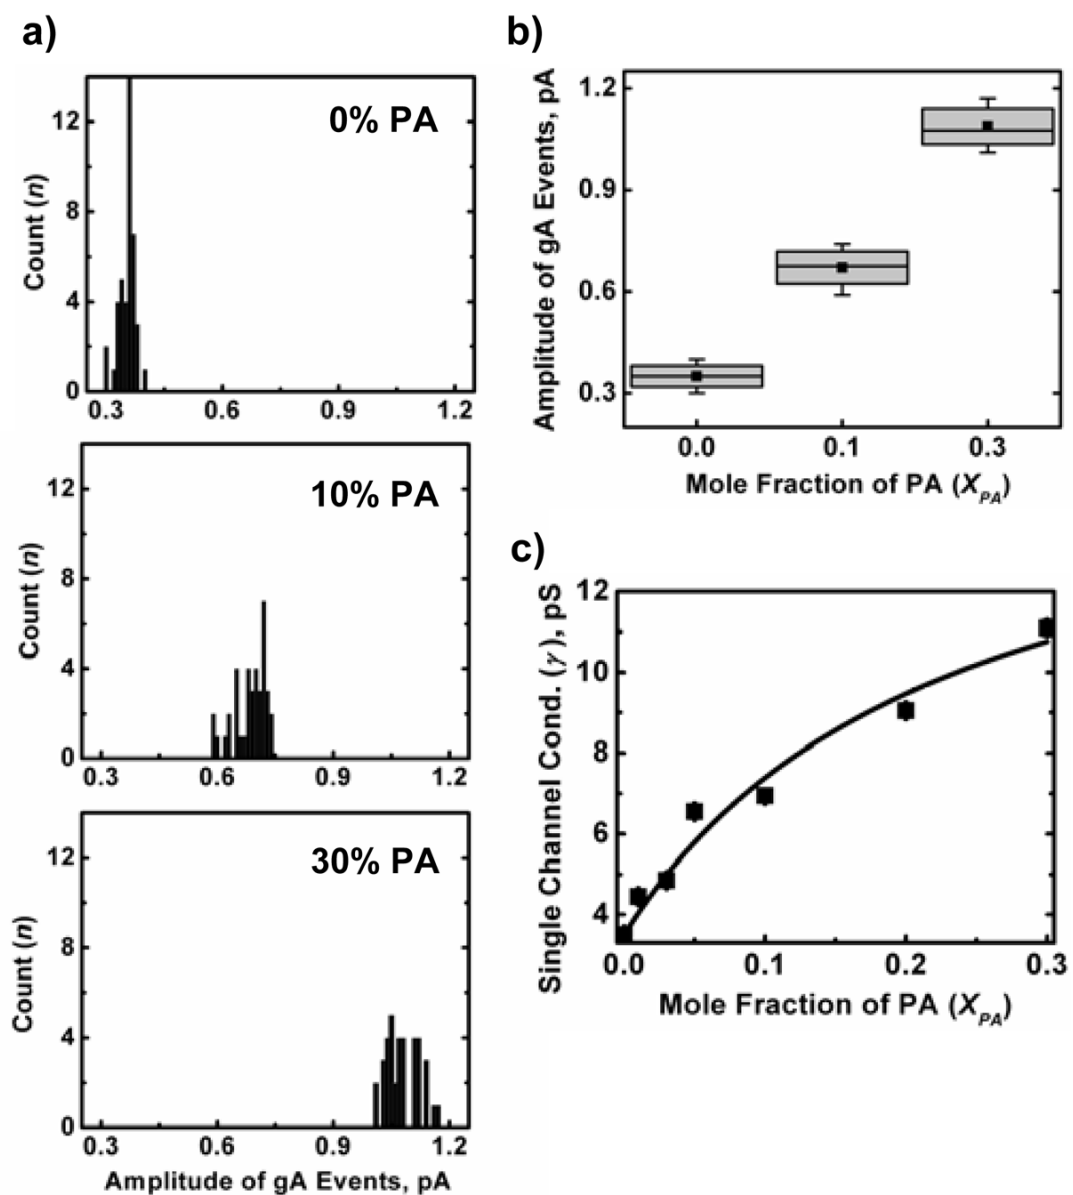 a)
0% PA
Count (n)
12
8
4
0
0.3 0.6 0.9 1.2
10% PA
Count (n)
12
8
4
0
0.3 0.6 0.9 1.2
30% PA
Count (n)
12
8
4
0
0.3 0.6 0.9 1.2
Amplitude of gA Events, pA
b)
Amplitude of gA Events, pA
1.2
0.9
0.6
0.3
0.0 0.1 0.3
Mole Fraction of PA (X_PA)
c)
Single Channel Cond. (γ), pS
12
10
8
6
4
0.0 0.1 0.2 0.3
Mole Fraction of PA (X_PA)